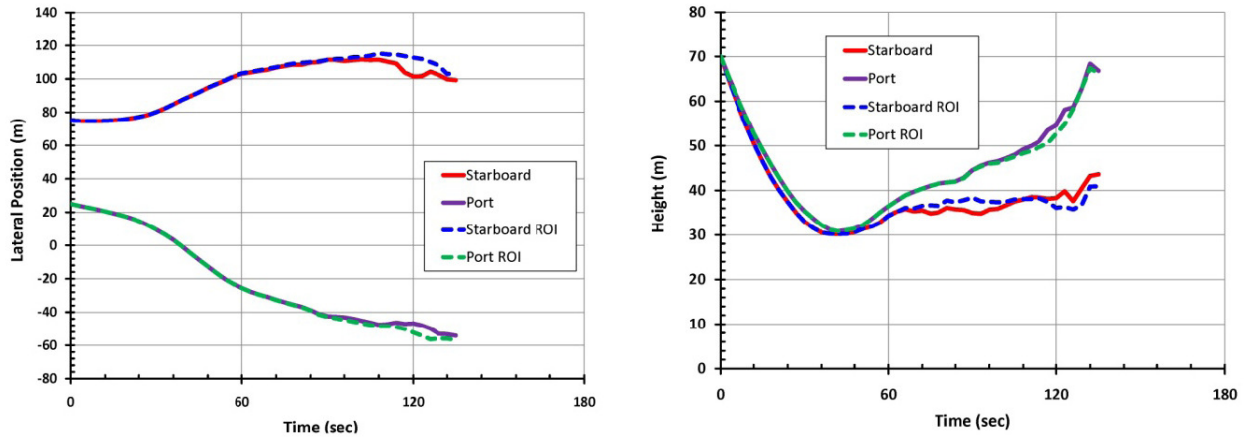 140
120
100
80
60
40
20
0
-20
-40
-60
-80
Lateral Position (m)
Starboard
Port
Starboard ROI
Port ROI
0 60 120 180
Time (sec)
80
70
60
50
40
30
20
10
0
Height (m)
Starboard
Port
Starboard ROI
Port ROI
0 60 120 180
Time (sec)